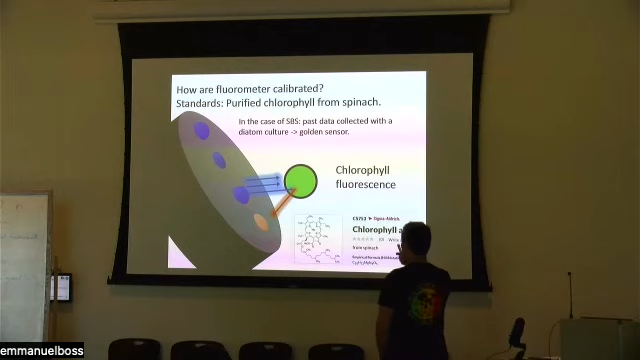 How are fluorometer calibrated?
Standards: Purified chlorophyll from spinach.
In the case of SBS: past data collected with a
diatom culture -> golden sensor.
Chlorophyll
fluorescence
C5753 Sigma-Aldrich
Chlorophyll a
from spinach
emmanuelboss